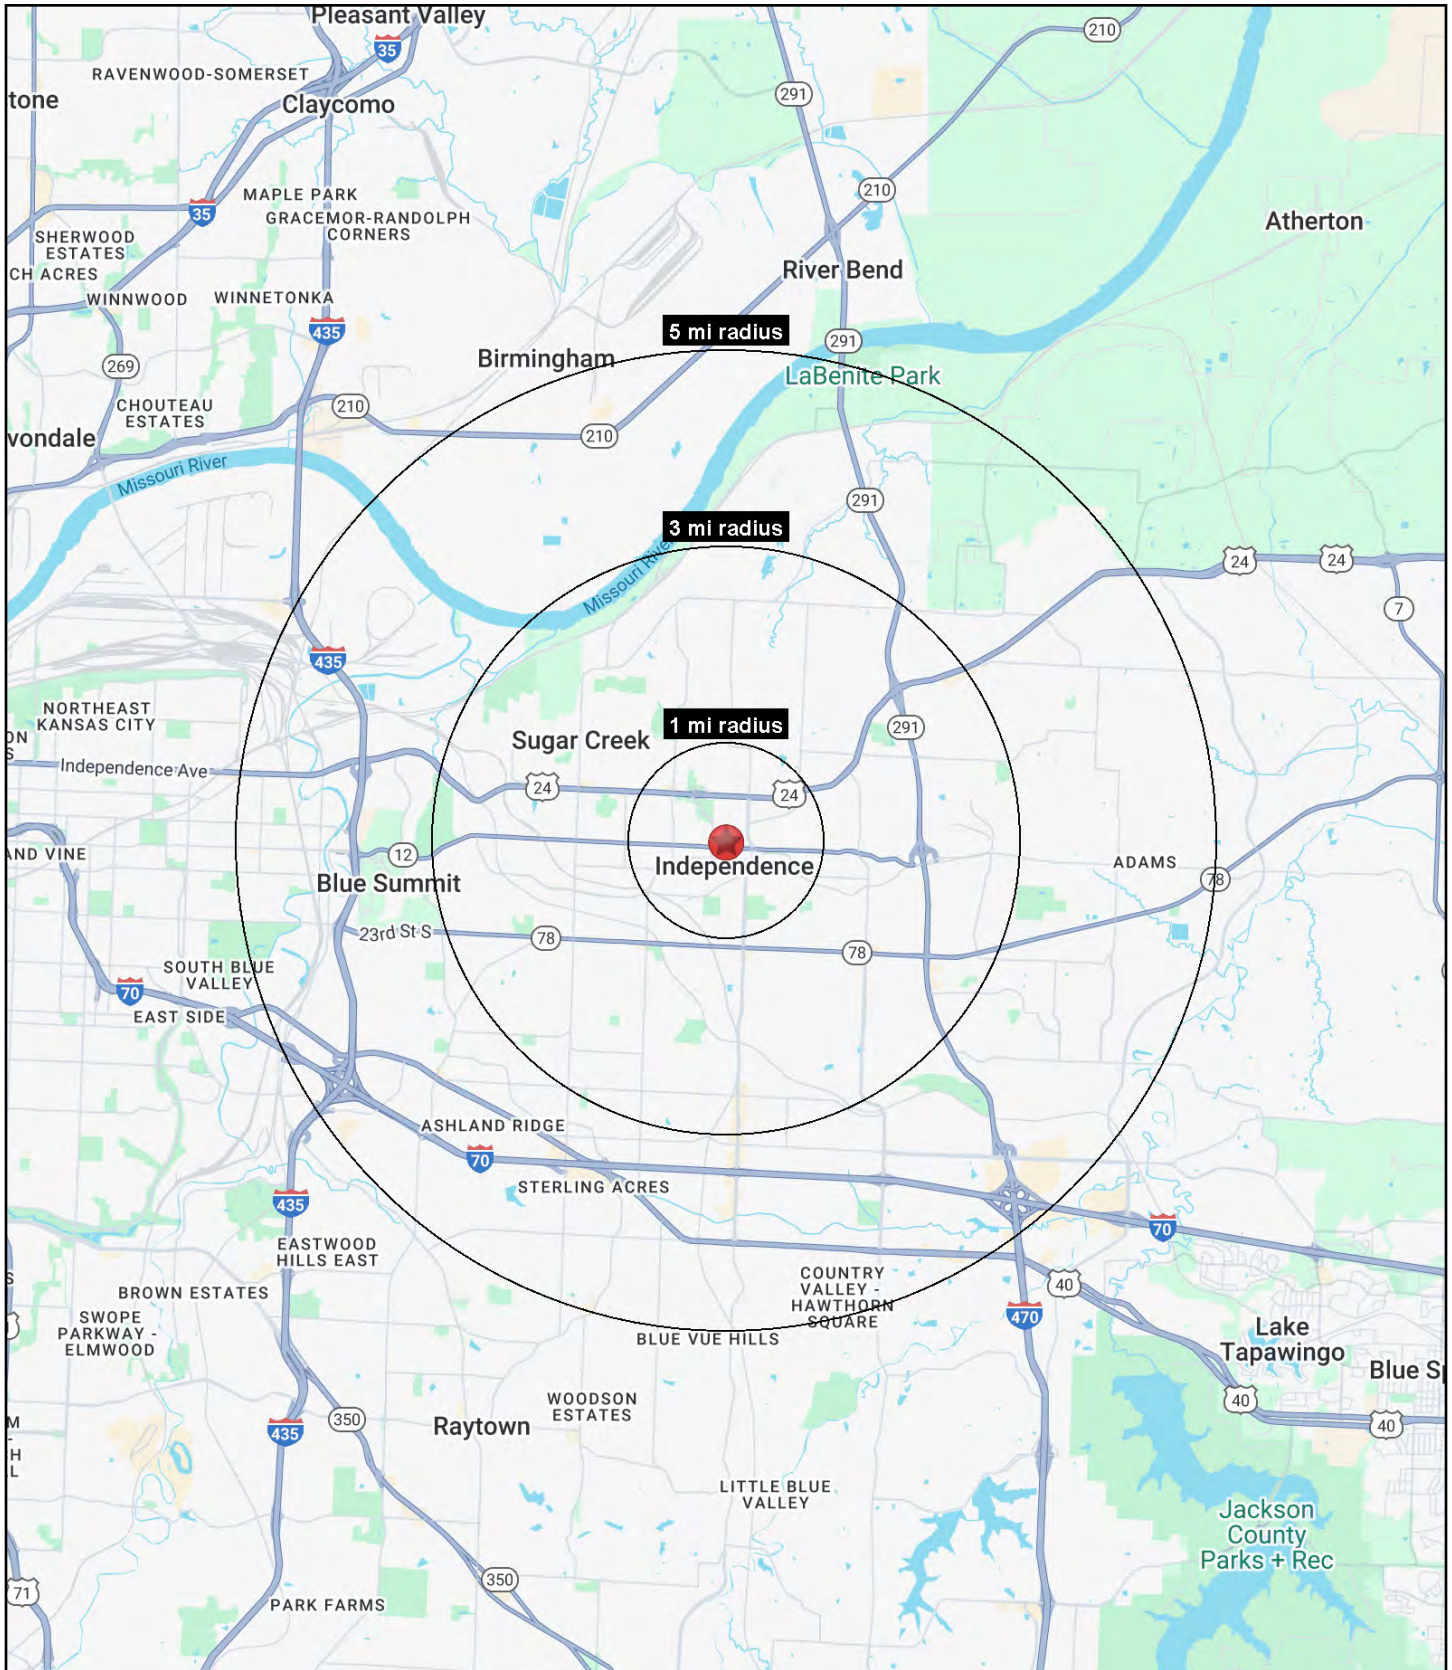 Pleasant Valley
210
35
RAVENWOOD-SOMERSET
291
tone
Claycomo
210
MAPLE PARK
35
GRACEMOR-RANDOLPH
CORNERS
Atherton
SHERWOOD
ESTATES
CH ACRES
River Bend
WINNWOOD
WINNETONKA
435
5 mi radius
291
Birmingham
269
LaBenite Park
CHOUTEAU
ESTATES
210
210
vondale
Missouri River
291
3 mi radius
24
24
Missouri River
7
435
NORTHEAST
KANSAS CITY
1 mi radius
291
ON
S
Sugar Creek
Independence Ave
24
24
AND VINE
12
Independence
ADAMS
78
Blue Summit
23rd St S
78
78
SOUTH BLUE
VALLEY
70
EAST SIDE
ASHLAND RIDGE
70
STERLING ACRES
435
70
EASTWOOD
HILLS EAST
S
COUNTRY
VALLEY -
HAWTHORN
SQUARE
40
BROWN ESTATES
470
SWOPE
PARKWAY -
ELMWOOD
BLUE VUE HILLS
Lake
Tapawingo
Blue S
WOODSON
ESTATES
40
40
350
Raytown
435
M
-
H
L
LITTLE BLUE
VALLEY
Jackson
County
Parks + Rec
350
71
PARK FARMS